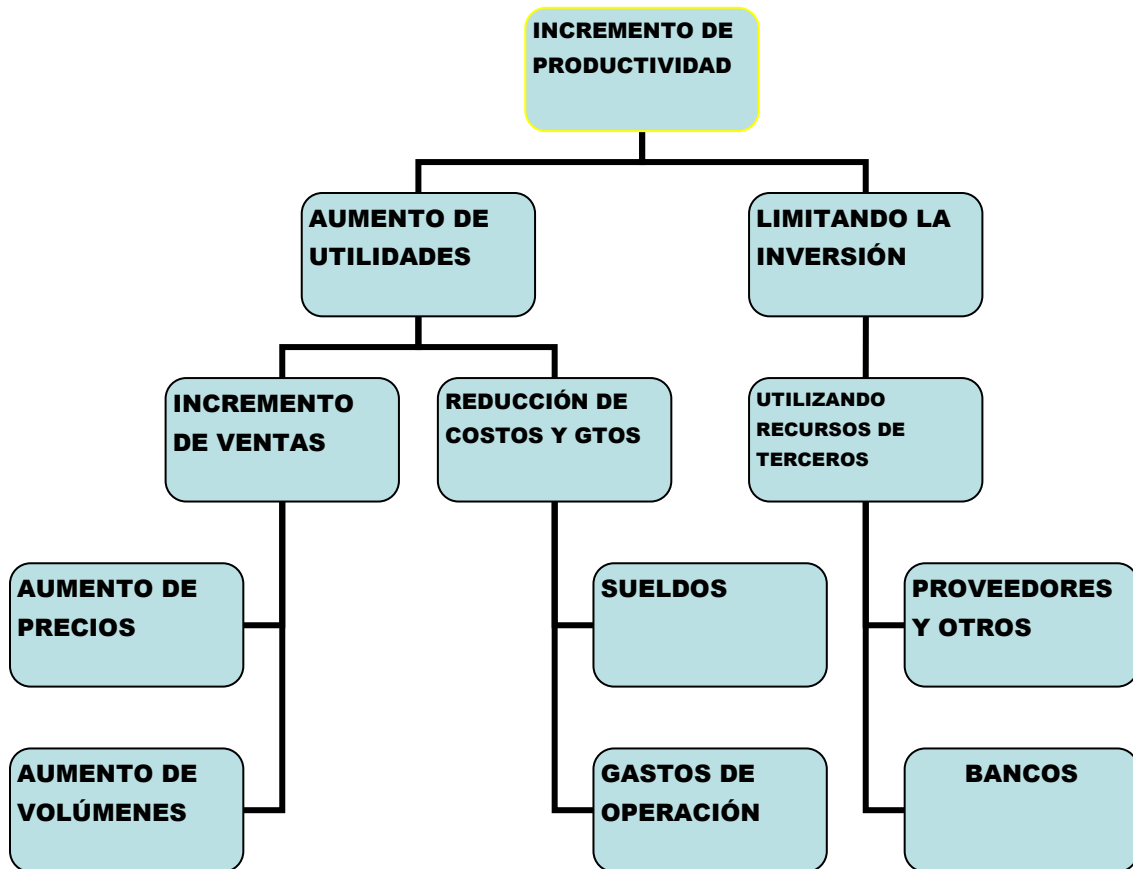 INCREMENTO DE
PRODUCTIVIDAD
AUMENTO DE
UTILIDADES
LIMITANDO LA
INVERSIÓN
INCREMENTO
DE VENTAS
REDUCCIÓN DE
COSTOS Y GTOS
UTILIZANDO
RECURSOS DE
TERCEROS
AUMENTO DE
PRECIOS
SUELDOS
PROVEEDORES
Y OTROS
AUMENTO DE
VOLÚMENES
GASTOS DE
OPERACIÓN
BANCOS